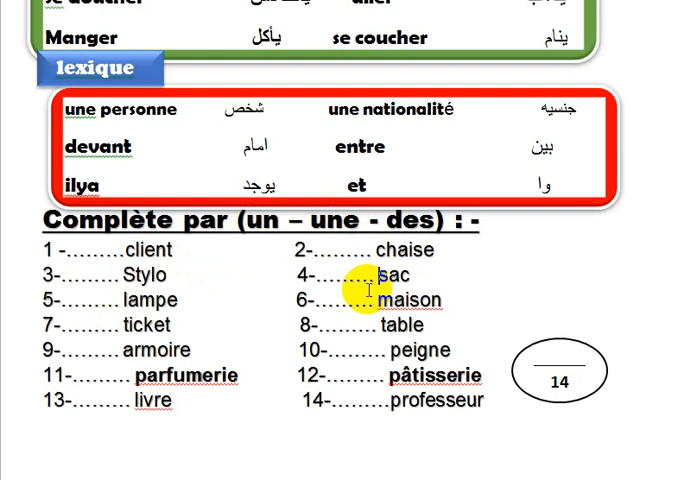 aller
Manger يأكل se coucher ينام
lexique
une personne شخص une nationalité جنسيه
devant امام entre بين
ilya يوجد et وا
Complète par (un – une - des) : -
1 -.........client 2-......... chaise
3-......... Stylo 4-......... sac
5-......... lampe 6-......... maison
7-......... ticket 8-......... table
9-......... armoire 10-......... peigne
11-......... parfumerie 12-......... pâtisserie
13-......... livre 14-.........professeur
14